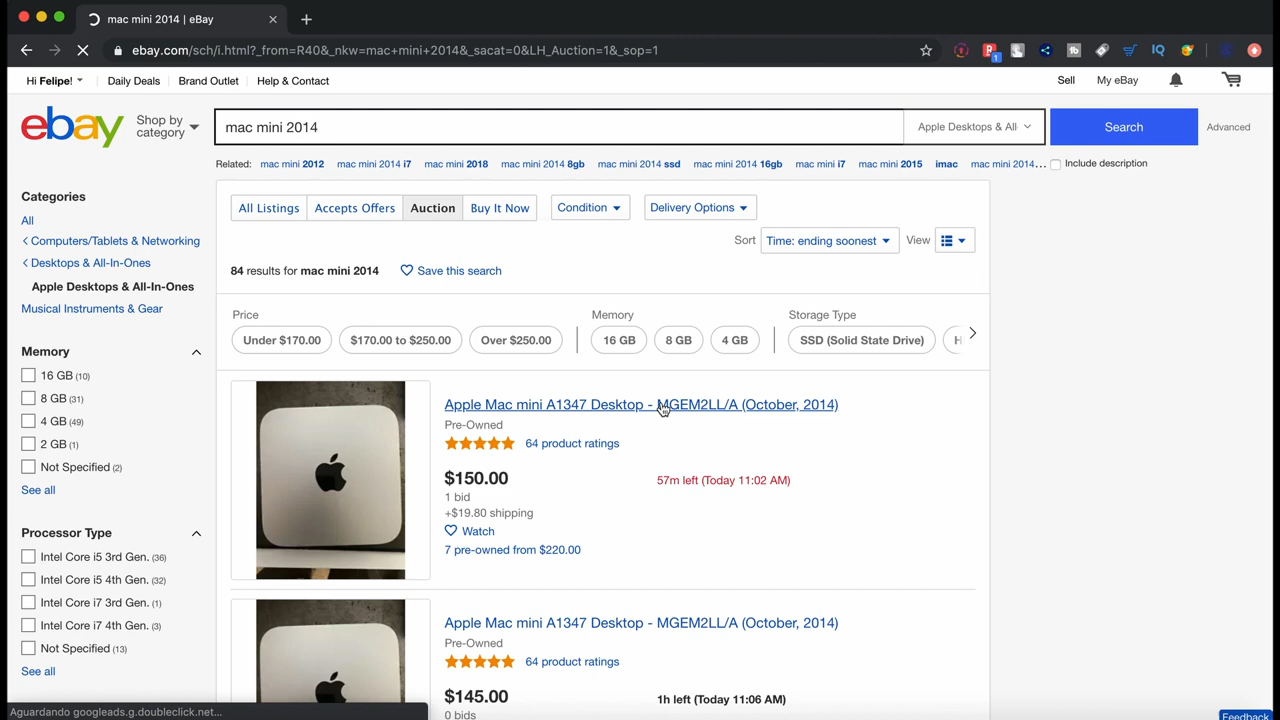 mac mini 2014 | eBay
ebay.com/sch/i.html?_from=R40&_nkw=mac+mini+2014&_sacat=0&LH_Auction=1&_sop=1
Hi Felipe!
Daily Deals
Brand Outlet
Help & Contact
Sell
My eBay
ebay
Shop by
category
mac mini 2014
Apple Desktops & All
Search
Advanced
Related:
mac mini 2012
mac mini 2014 i7
mac mini 2018
mac mini 2014 8gb
mac mini 2014 ssd
mac mini 2014 16gb
mac mini i7
mac mini 2015
imac
mac mini 2014...
Include description
Categories
All
Computers/Tablets & Networking
Desktops & All-In-Ones
Apple Desktops & All-In-Ones
Musical Instruments & Gear
Memory
16 GB (10)
8 GB (31)
4 GB (49)
2 GB (1)
Not Specified (2)
See all
Processor Type
Intel Core i5 3rd Gen. (36)
Intel Core i5 4th Gen. (32)
Intel Core i7 3rd Gen. (1)
Intel Core i7 4th Gen. (3)
Not Specified (13)
See all
All Listings
Accepts Offers
Auction
Buy It Now
Condition
Delivery Options
Sort
Time: ending soonest
View
84 results for mac mini 2014
Save this search
Price
Under $170.00
$170.00 to $250.00
Over $250.00
Memory
16 GB
8 GB
4 GB
Storage Type
SSD (Solid State Drive)
H
Apple Mac mini A1347 Desktop - MGEM2LL/A (October, 2014)
Pre-Owned
64 product ratings
$150.00
57m left (Today 11:02 AM)
1 bid
+$19.80 shipping
Watch
7 pre-owned from $220.00
Apple Mac mini A1347 Desktop - MGEM2LL/A (October, 2014)
Pre-Owned
64 product ratings
$145.00
1h left (Today 11:06 AM)
0 bids
Aguardando googleads.g.doubleclick.net...
Feedback